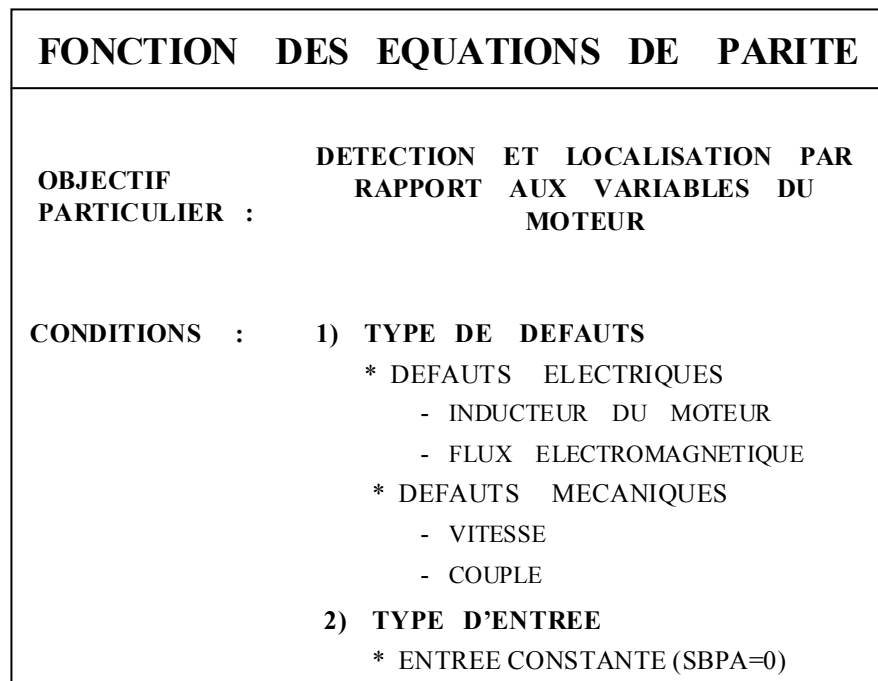 FONCTION DES EQUATIONS DE PARITE
OBJECTIF
PARTICULIER :
DETECTION ET LOCALISATION PAR
RAPPORT AUX VARIABLES DU
MOTEUR
CONDITIONS : 1) TYPE DE DEFAUTS
* DEFAUTS ELECTRIQUES
- INDUCTEUR DU MOTEUR
- FLUX ELECTROMAGNETIQUE
* DEFAUTS MECANIQUES
- VITESSE
- COUPLE
2) TYPE D’ENTREE
* ENTREE CONSTANTE (SBPA=0)